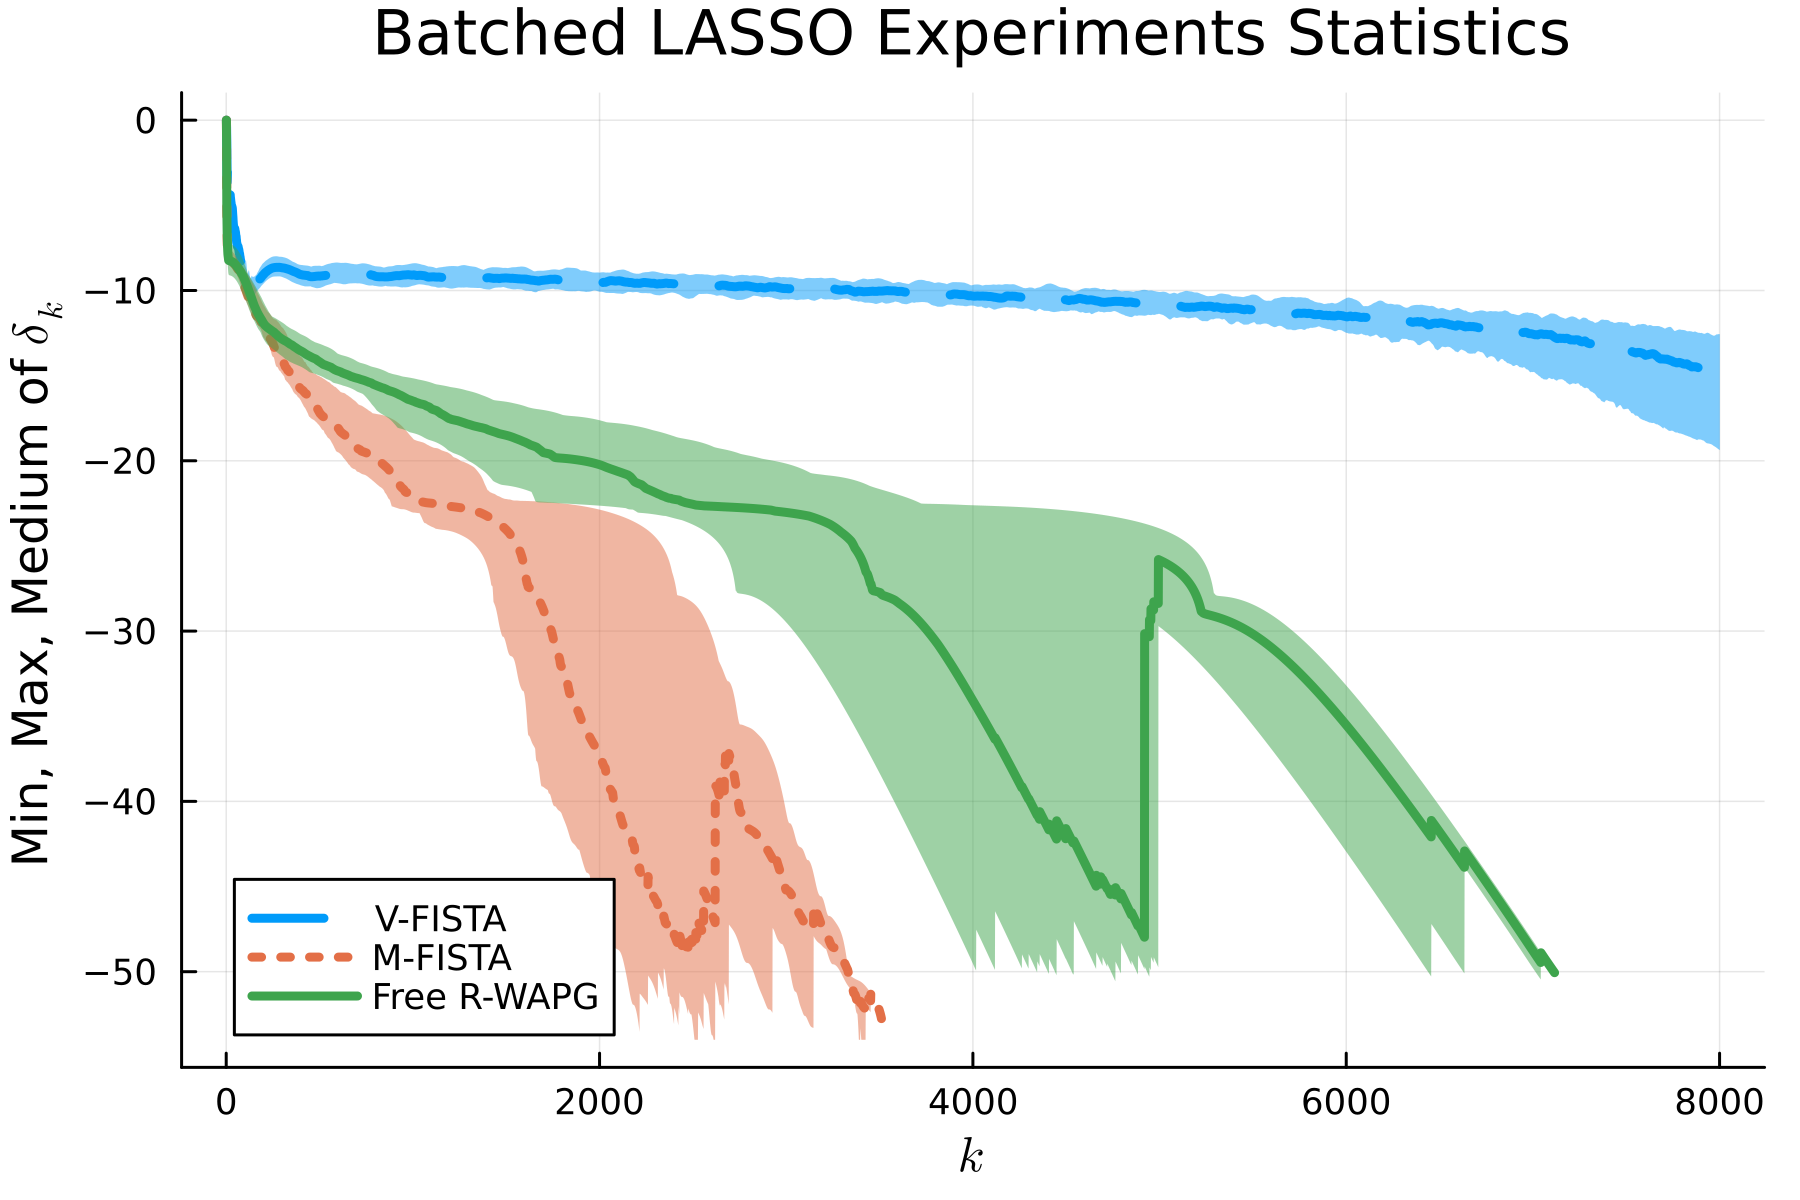 Batched LASSO Experiments Statistics
Min, Max, Medium of δₖ
0
−10
−20
−30
−40
−50
V-FISTA
M-FISTA
Free R-WAPG
0 2000 4000 6000 8000
k